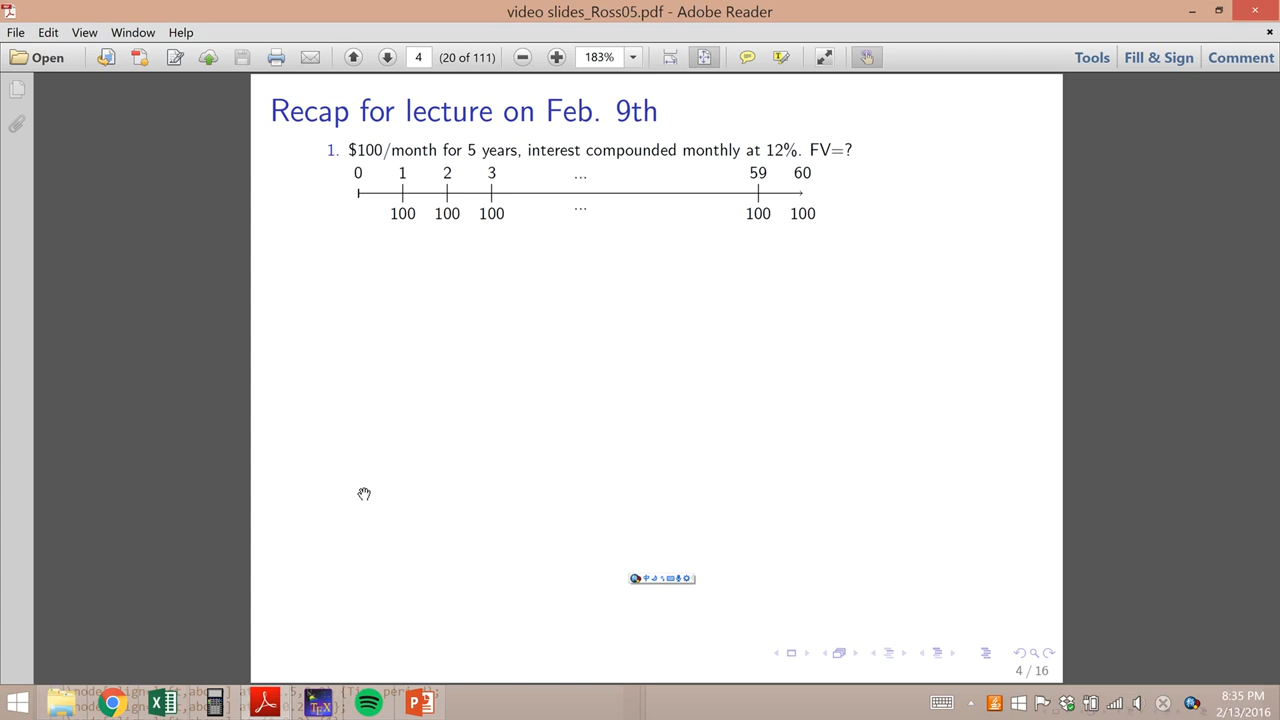 video slides_Ross05.pdf - Adobe Reader
File Edit View Window Help
Open 4 (20 of 111) 183% Tools Fill & Sign Comment
Recap for lecture on Feb. 9th
1. $100/month for 5 years, interest compounded monthly at 12%. FV=?
0 1 2 3 ... 59 60
100 100 100 ... 100 100
中
4 / 16
8:35 PM
2/13/2016